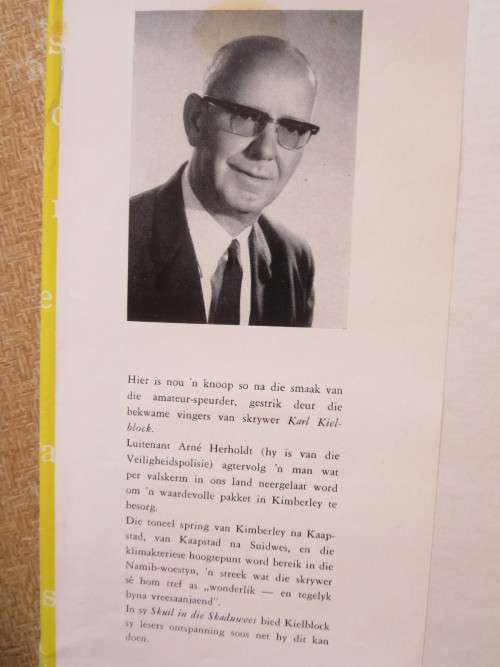 Hier is nou 'n knoop so na die smaak van
die amateur-speurder, gestrik deur die
bekwame vingers van skrywer Karl Kiel-
block.
Luitenant Arné Herholdt (hy is van die
Veiligheidspolisie) agtervolg 'n man wat
per valskerm in ons land neergelaat word
om 'n waardevolle pakket in Kimberley te
besorg.
Die toneel spring van Kimberley na Kaap-
stad, van Kaapstad na Suidwes, en die
klimakteriese hoogtepunt word bereik in die
Namib-woestyn, 'n streek wat die skrywer
sê hom tref as „wonderlik — en tegelyk
byna vreesaanjaend".
In sy Skuil in die Skaduwees bied Kielblock
sy lesers ontspanning soos net hy dit kan
doen.